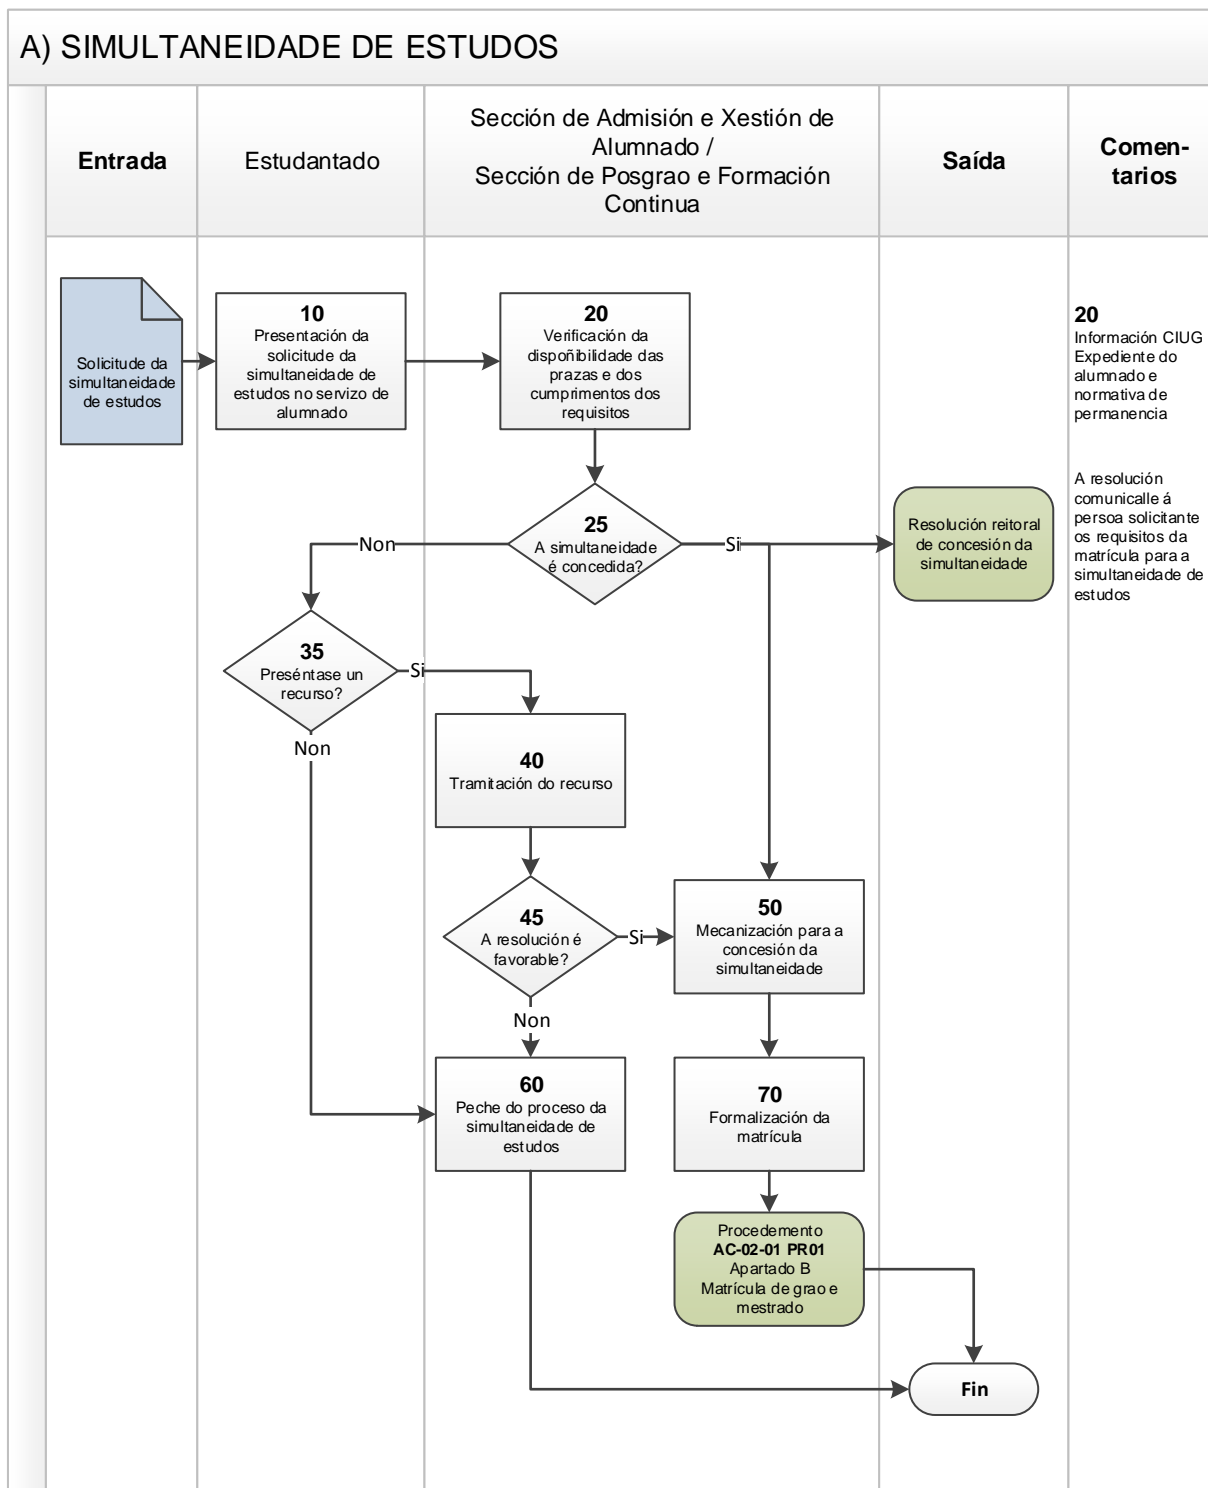 A) SIMULTANEIDADE DE ESTUDOS
Entrada
Estudantado
Sección de Admisión e Xestión de
Alumnado /
Sección de Posgrao e Formación
Continua
Saída
Comen-
tarios
Solicitude da
simultaneidade
de estudos
10
Presentación da
solicitude da
simultaneidade de
estudos no servizo de
alumnado
20
Verificación da
dispoñibilidade das
prazas e dos
cumprimentos dos
requisitos
20
Información CIUG
Expediente do
alumnado e
normativa de
permanencia
25
A simultaneidade
é concedida?
Non
Si
Resolución reitoral
de concesión da
simultaneidade
A resolución
comunicalle á
persoa solicitante
os requisitos da
matrícula para a
simultaneidade de
estudos
35
Preséntase un
recurso?
Si
Non
40
Tramitación do recurso
45
A resolución é
favorable?
Si
Non
50
Mecanización para a
concesión da
simultaneidade
60
Peche do proceso da
simultaneidade de
estudos
70
Formalización da
matrícula
Procedemento
AC-02-01 PR01
Apartado B
Matrícula de grao e
mestrado
Fin